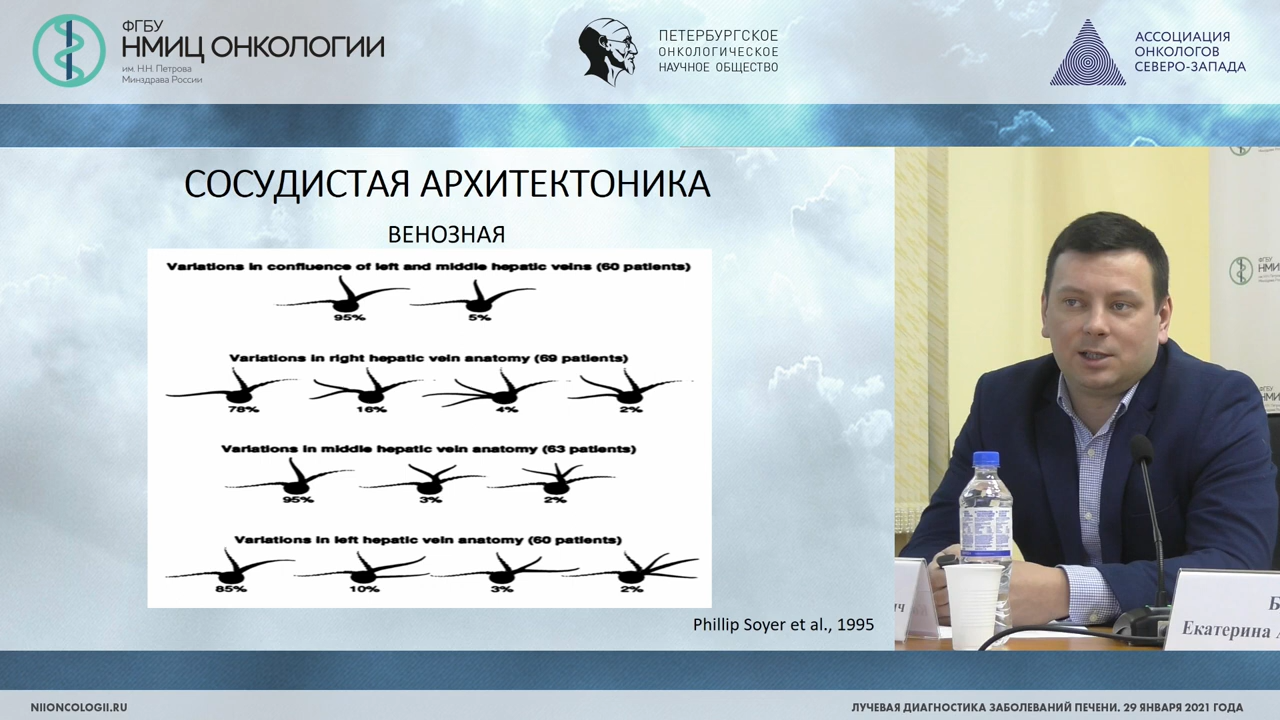 ФГБУ
НМИЦ ОНКОЛОГИИ
им. Н.Н. Петрова
Минздрава России
ПЕТЕРБУРГСКОЕ
ОНКОЛОГИЧЕСКОЕ
НАУЧНОЕ ОБЩЕСТВО
АССОЦИАЦИЯ
ОНКОЛОГОВ
СЕВЕРО-ЗАПАДА
СОСУДИСТАЯ АРХИТЕКТОНИКА
ВЕНОЗНАЯ
Variations in confluence of left and middle hepatic veins (60 patients)
95% 5%
Variations in right hepatic vein anatomy (69 patients)
78% 16% 4% 2%
Variations in middle hepatic vein anatomy (63 patients)
95% 3% 2%
Variations in left hepatic vein anatomy (60 patients)
85% 10% 3% 2%
Phillip Soyer et al., 1995
ФГБУ
НМИЦ
Екатерина
NIIONCOLOGII.RU
ЛУЧЕВАЯ ДИАГНОСТИКА ЗАБОЛЕВАНИЙ ПЕЧЕНИ. 29 ЯНВАРЯ 2021 ГОДА